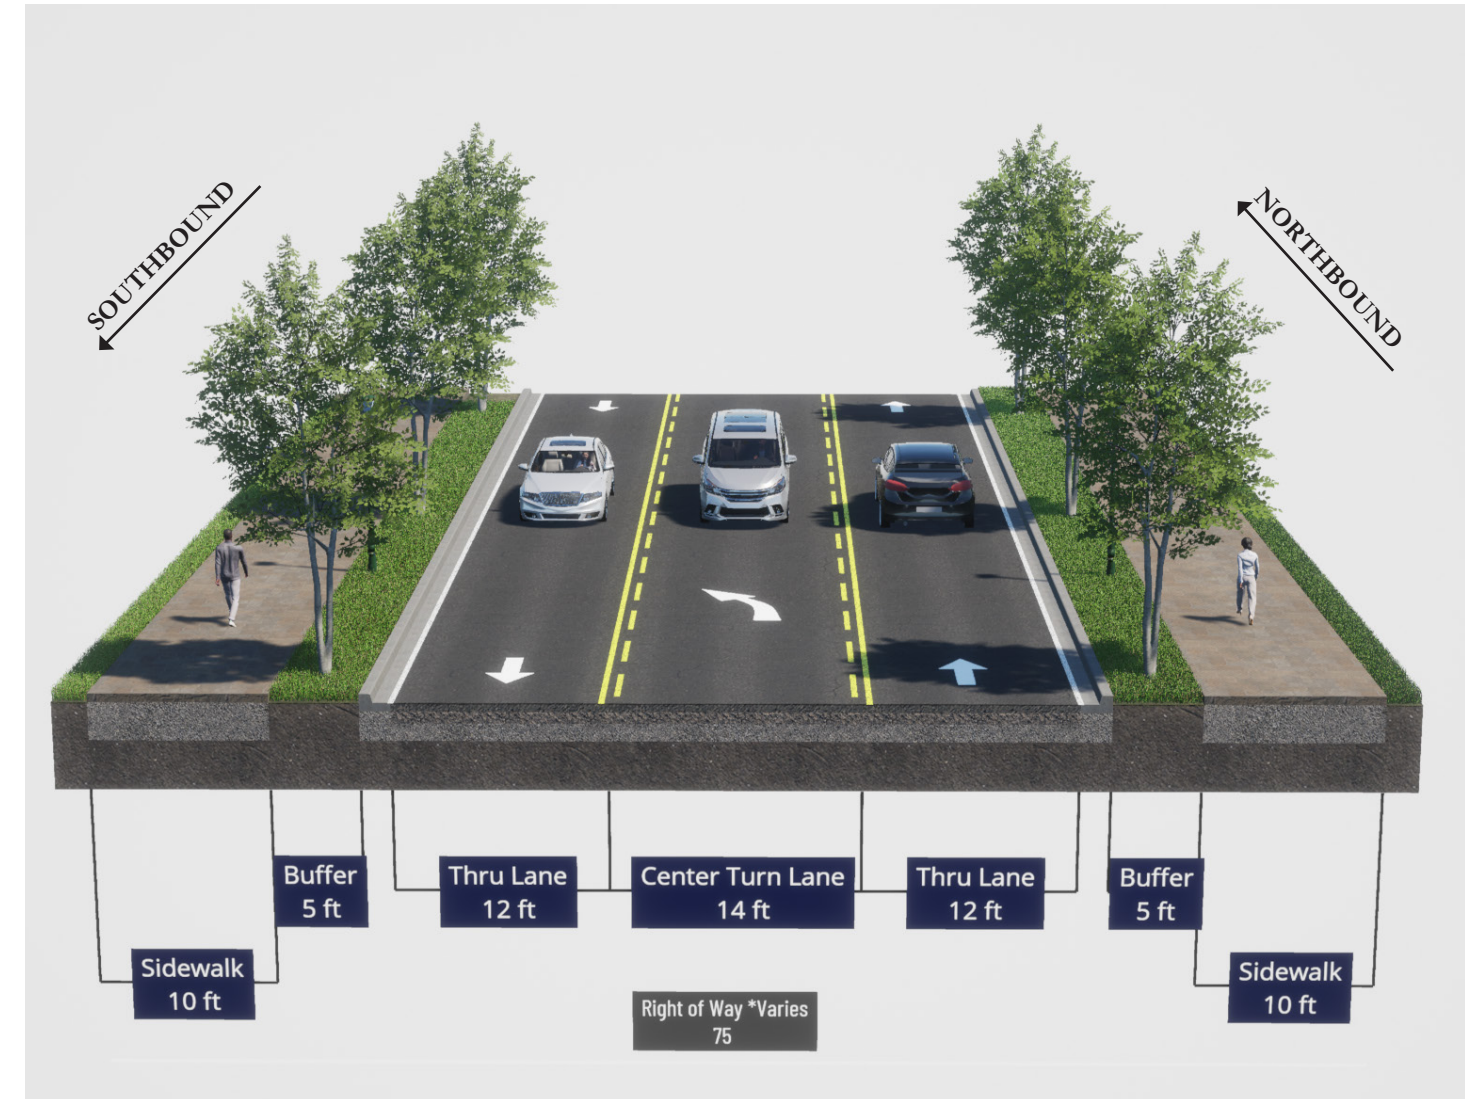 SOUTHBOUND
NORTHBOUND
Buffer
5 ft
Thru Lane
12 ft
Center Turn Lane
14 ft
Thru Lane
12 ft
Buffer
5 ft
Sidewalk
10 ft
Sidewalk
10 ft
Right of Way *Varies
75